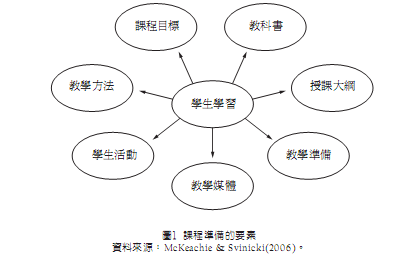 課程目標
教科書
教學方法
學生學習
授課大綱
學生活動
教學準備
教學媒體
圖1 課程準備的要素
資料來源：McKeachie & Svinicki(2006)。